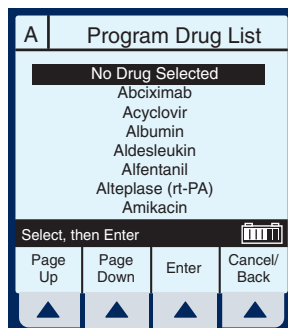 A Program Drug List
No Drug Selected
Abciximab
Acyclovir
Albumin
Aldesleukin
Alfentanil
Alteplase (rt-PA)
Amikacin
Select, then Enter
Page Up
Page Down
Enter
Cancel/ Back